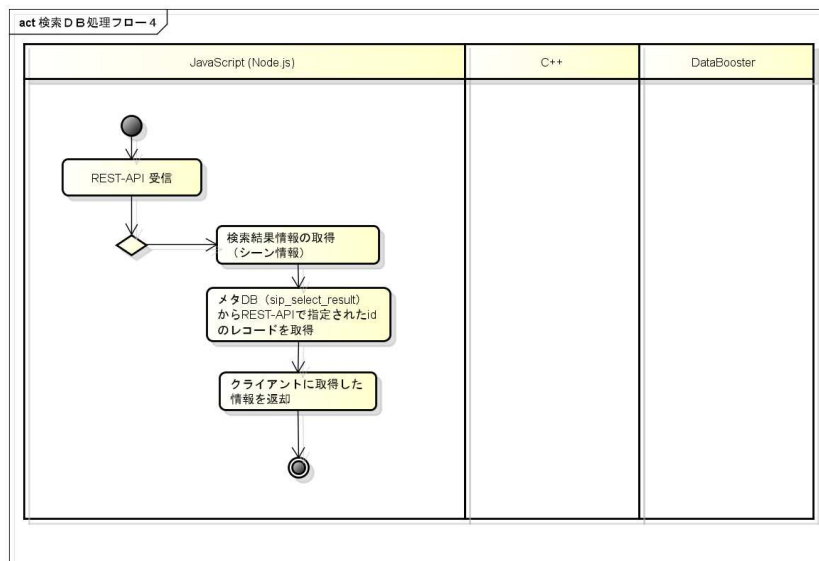 act 検索ＤＢ処理フロー４
JavaScript (Node.js)
C++
DataBooster
REST-API 受信
検索結果情報の取得
（シーン情報）
メタDB（sip_select_result）
からREST-APIで指定されたid
のレコードを取得
クライアントに取得した
情報を返却